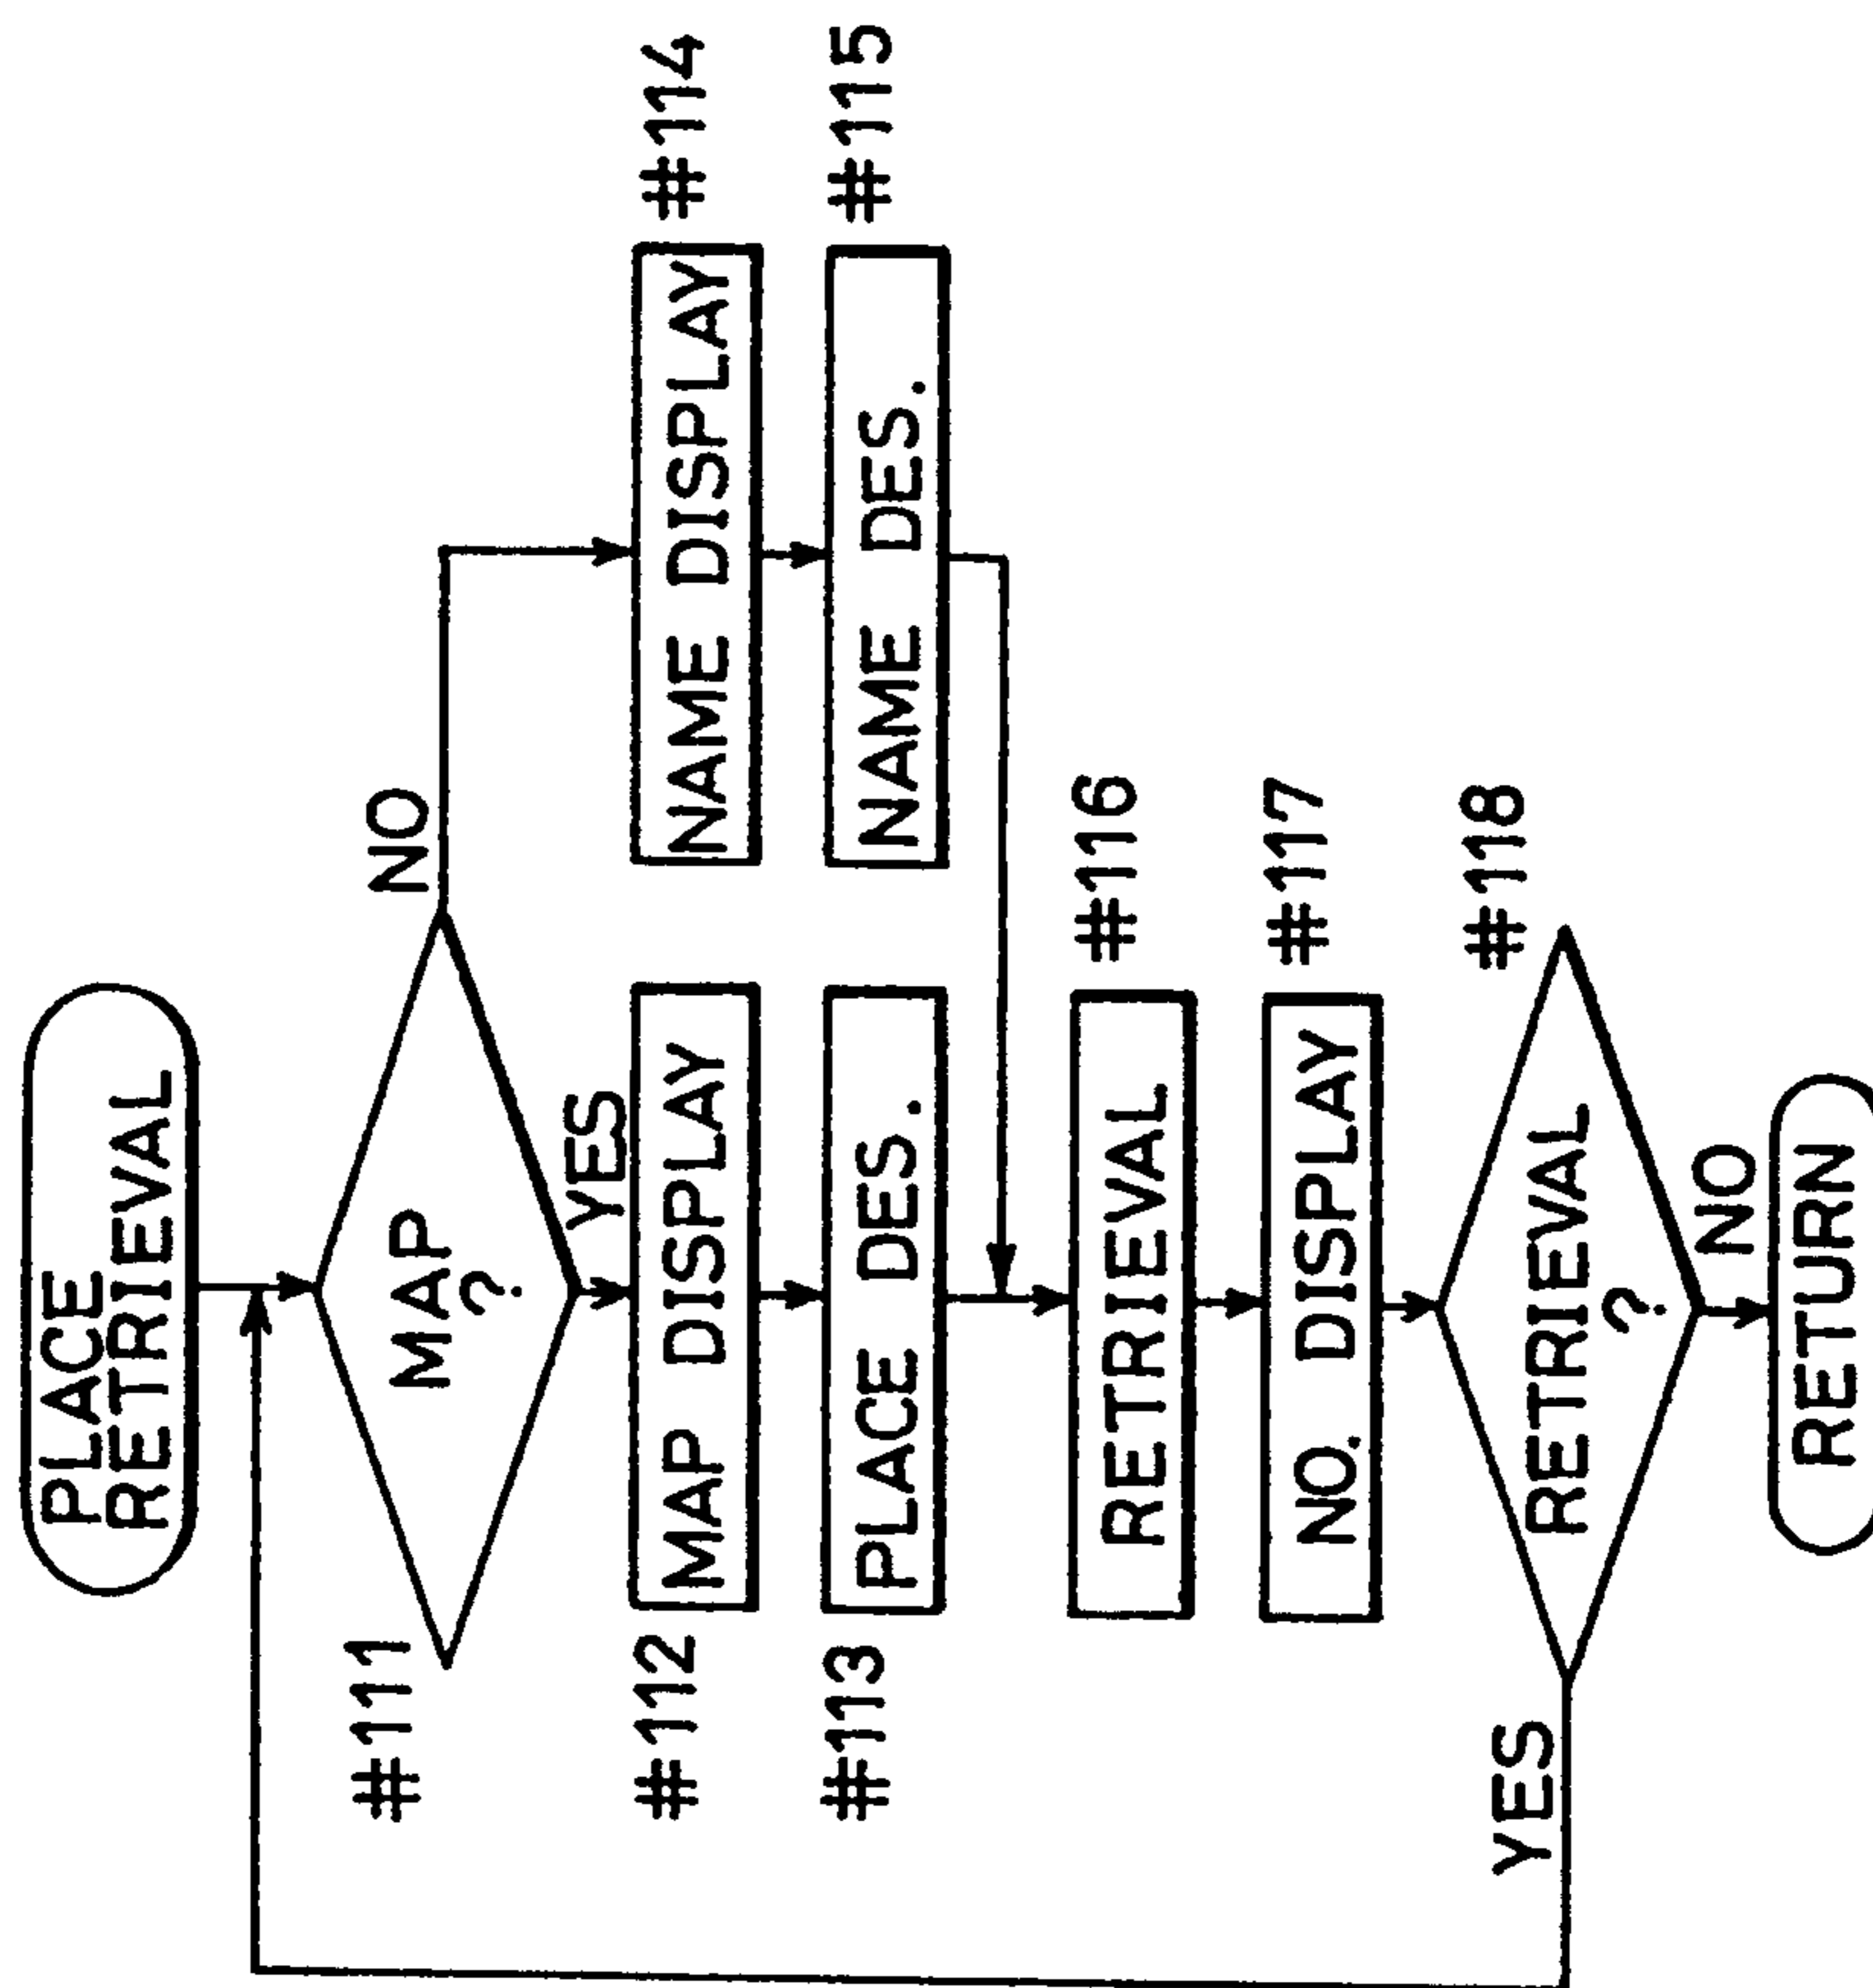 PLACE
RETRIEVAL
#111
MAP
?
NO
YES
#112
MAP DISPLAY
NAME DISPLAY
#114
#113
PLACE DES.
NAME DES.
#115
RETRIEVAL
#116
NO. DISPLAY
#117
#118
YES
RETRIEVAL
?
NO
RETURN